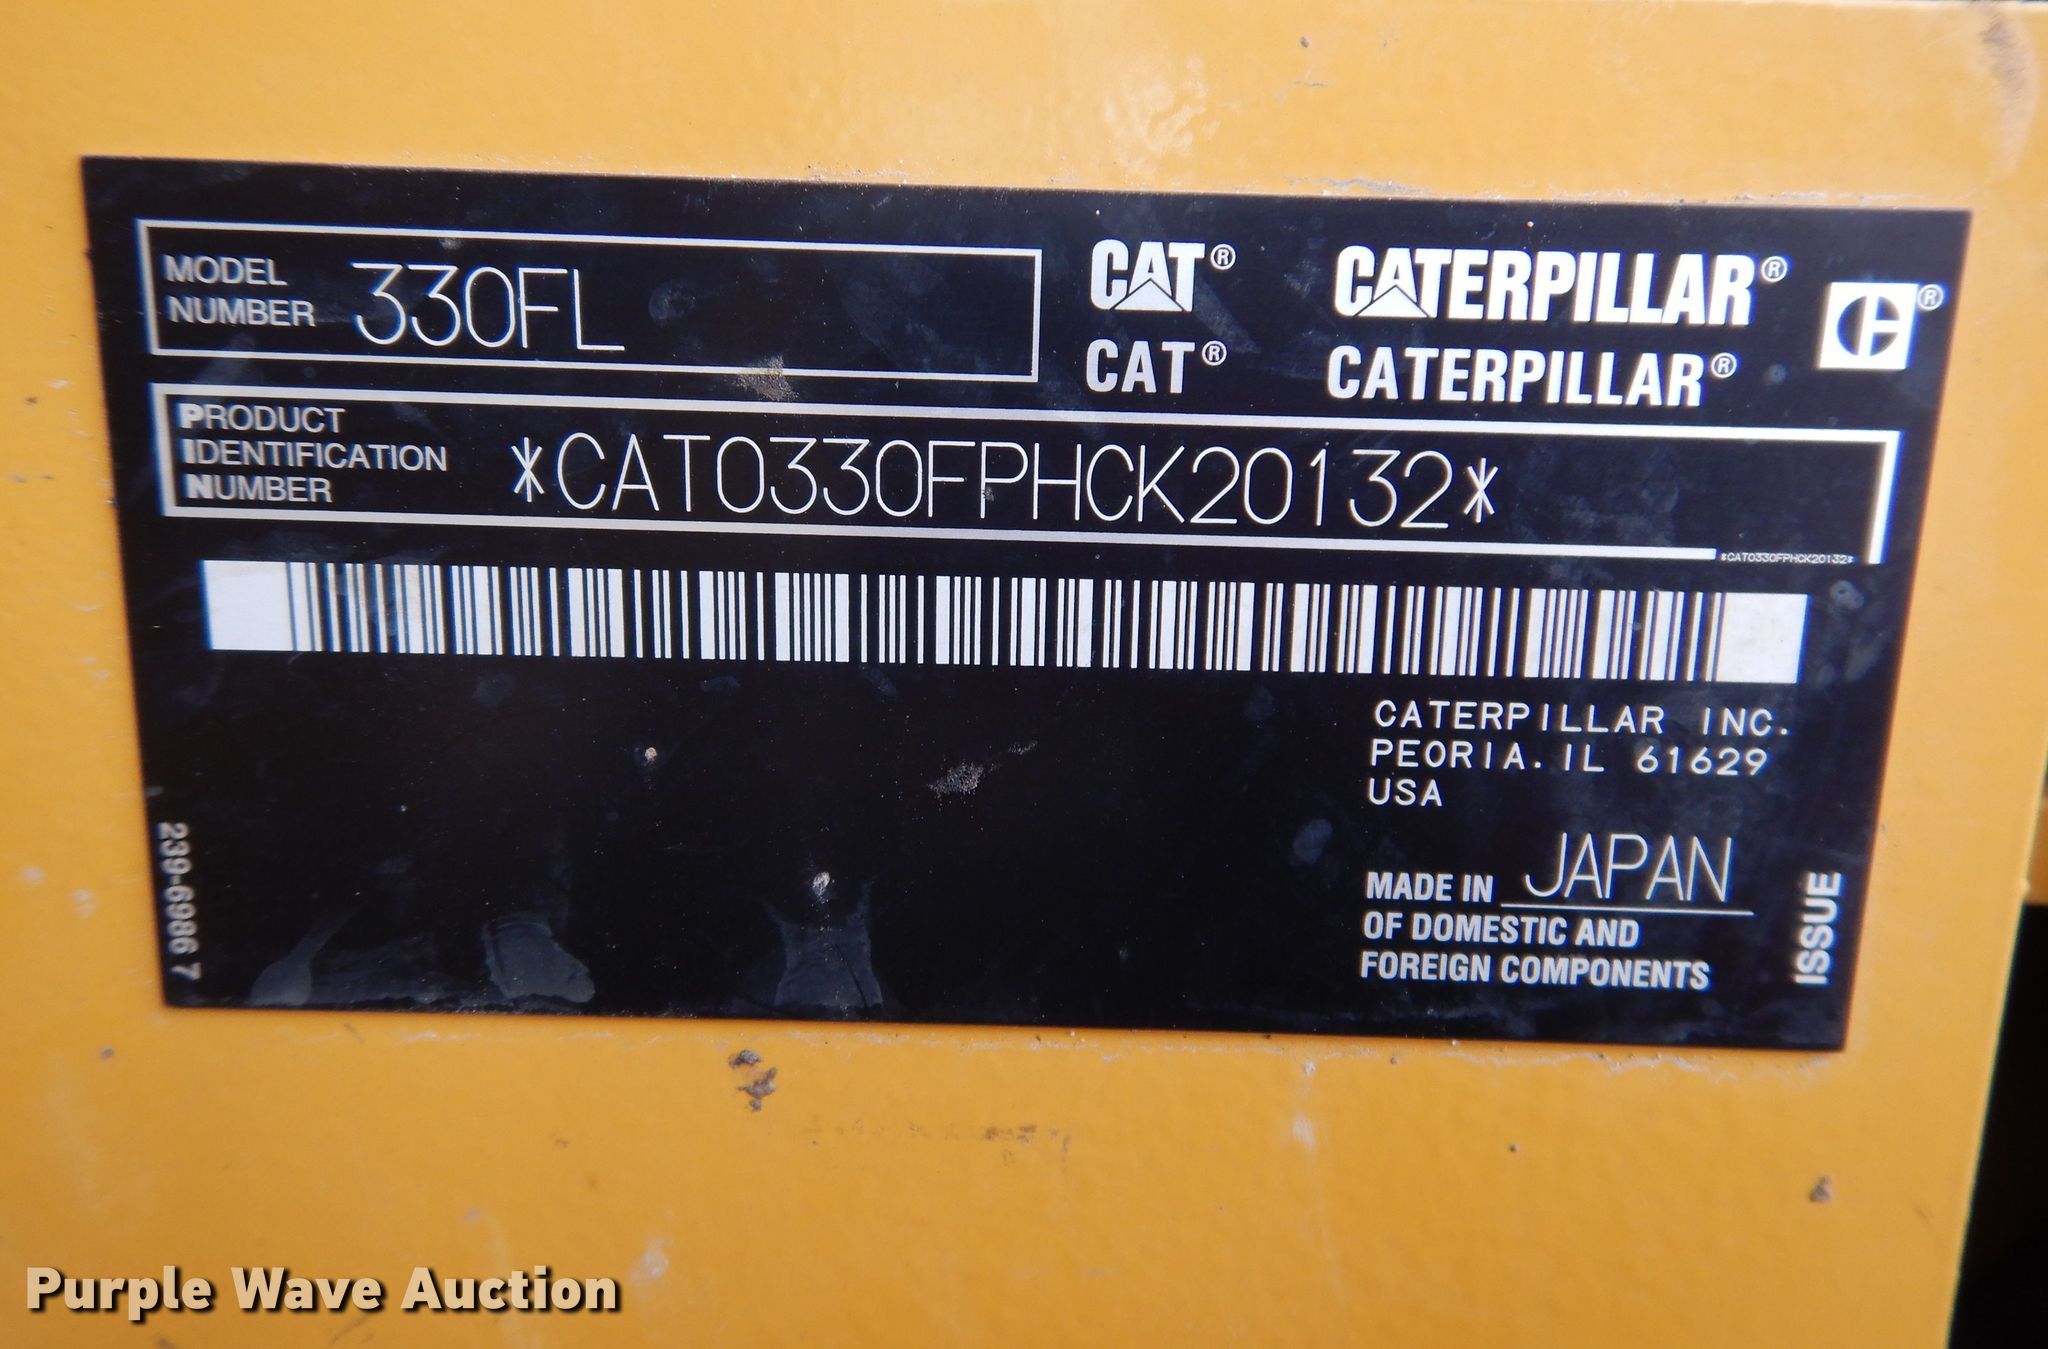 MODEL
NUMBER
330FL
CAT® CATERPILLAR®
CAT® CATERPILLAR®
PRODUCT
IDENTIFICATION
NUMBER
*CAT0330FPHCK20132*
*CAT0330FPHCK20132*
CATERPILLAR INC.
PEORIA. IL 61629
USA
MADE IN JAPAN
OF DOMESTIC AND
FOREIGN COMPONENTS
ISSUE
239-6986 7
Purple Wave Auction